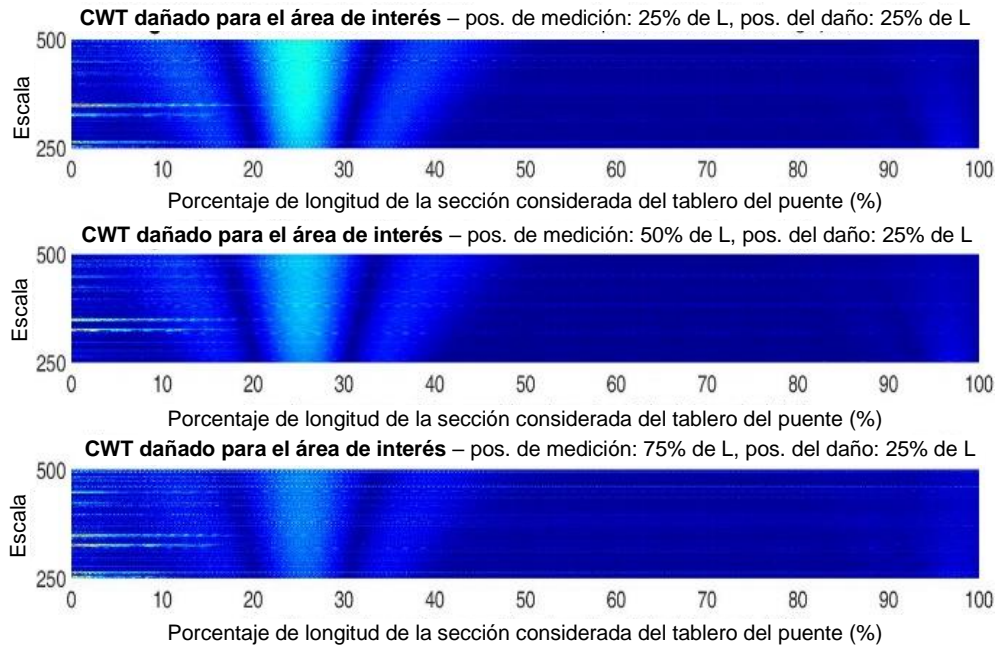 CWT dañado para el área de interés – pos. de medición: 25% de L, pos. del daño: 25% de L
500
Escala
250
0 10 20 30 40 50 60 70 80 90 100
Porcentaje de longitud de la sección considerada del tablero del puente (%)
CWT dañado para el área de interés – pos. de medición: 50% de L, pos. del daño: 25% de L
500
Escala
250
0 10 20 30 40 50 60 70 80 90 100
Porcentaje de longitud de la sección considerada del tablero del puente (%)
CWT dañado para el área de interés – pos. de medición: 75% de L, pos. del daño: 25% de L
500
Escala
250
0 10 20 30 40 50 60 70 80 90 100
Porcentaje de longitud de la sección considerada del tablero del puente (%)